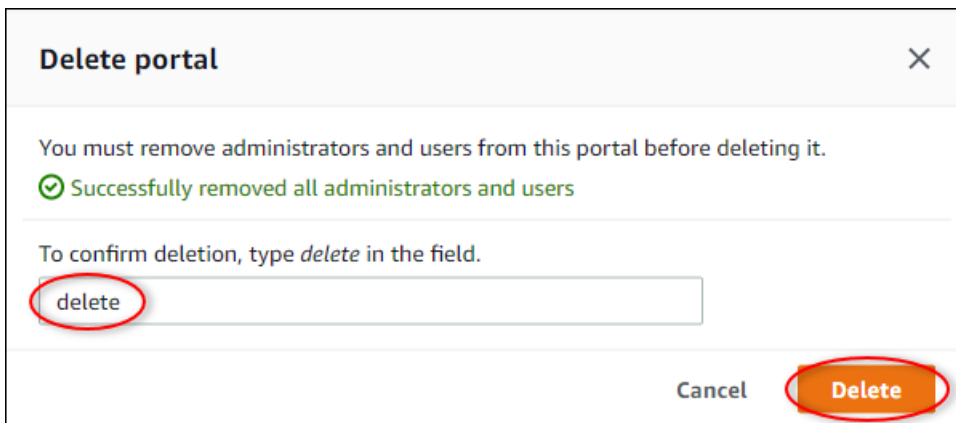 Delete portal
You must remove administrators and users from this portal before deleting it.
Successfully removed all administrators and users
To confirm deletion, type delete in the field.
delete
Cancel Delete